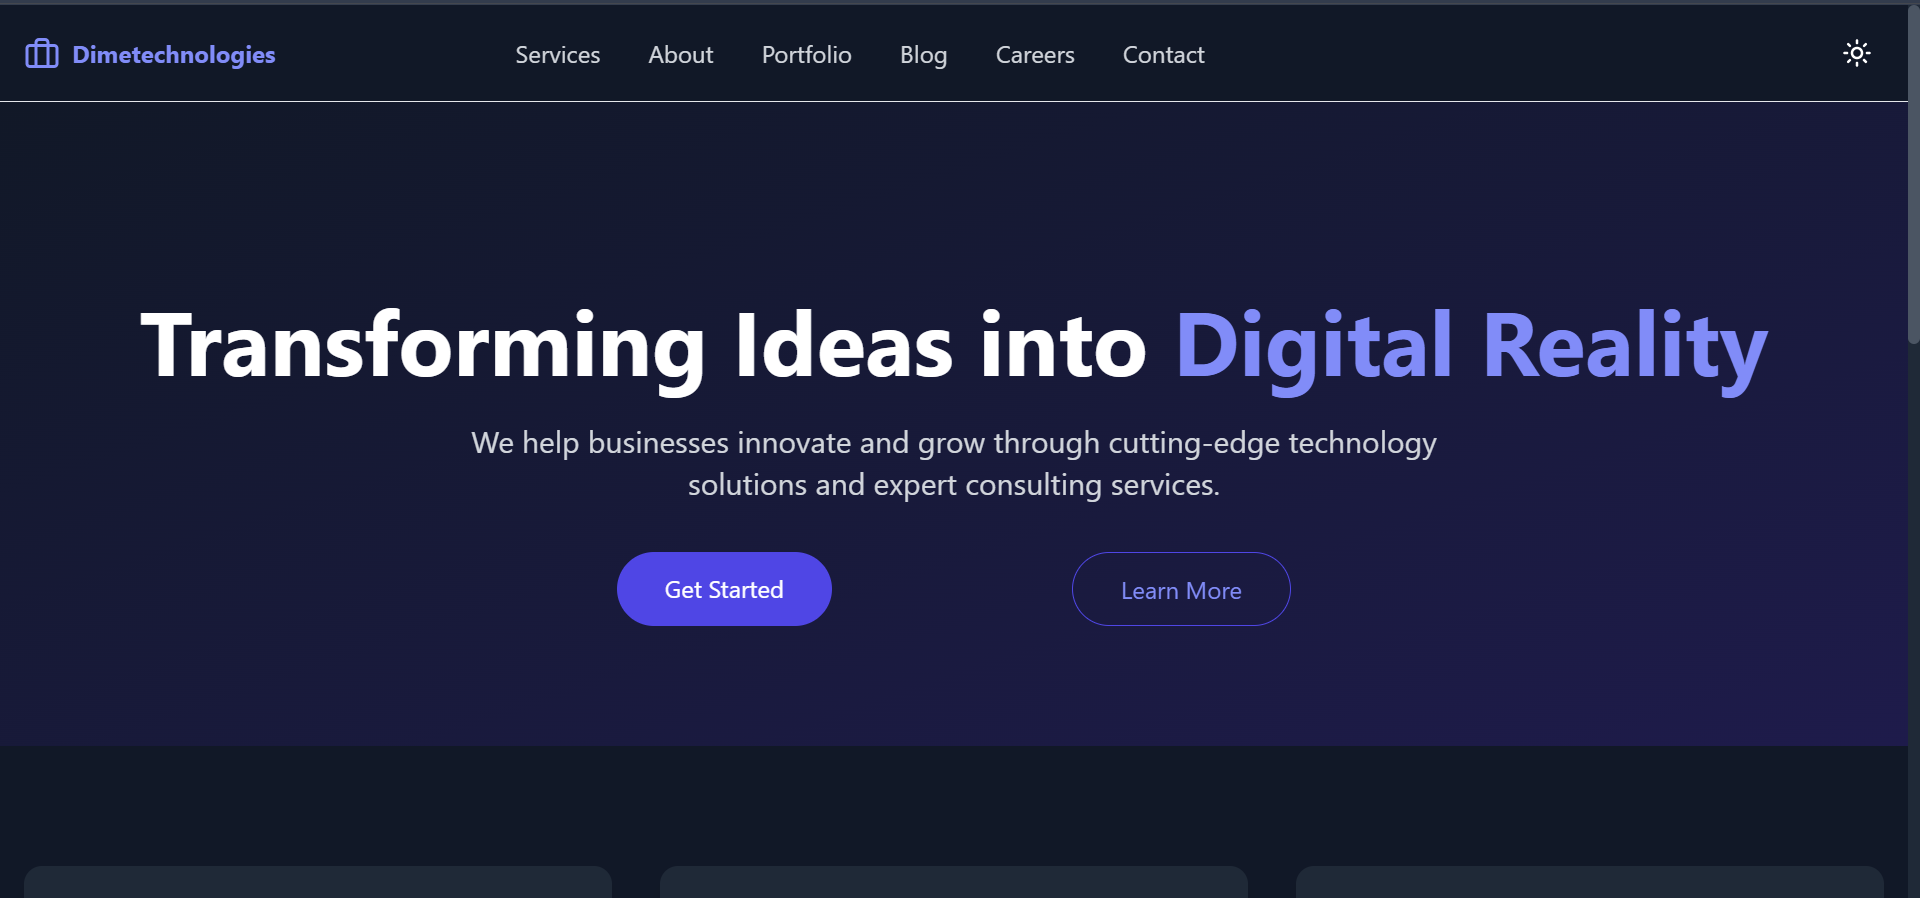 Dimetechnologies
Services About Portfolio Blog Careers Contact
Transforming Ideas into Digital Reality
We help businesses innovate and grow through cutting-edge technology
solutions and expert consulting services.
Get Started
Learn More